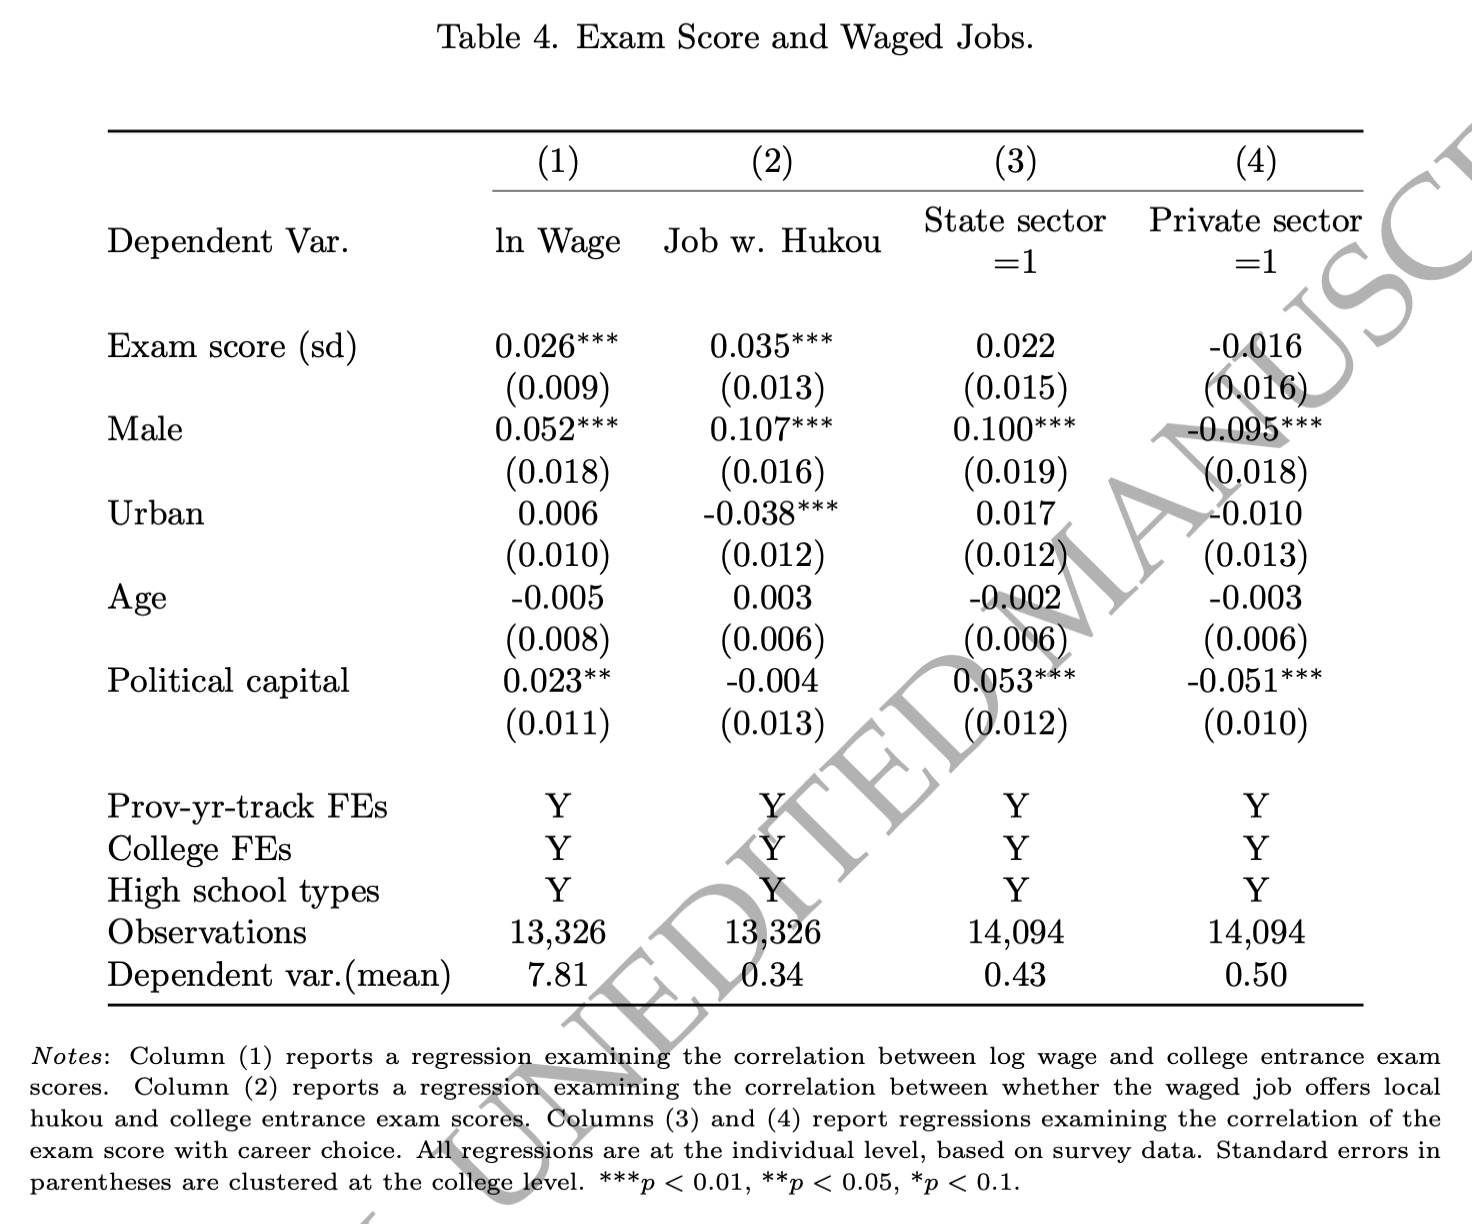 Table 4. Exam Score and Waged Jobs.
(1) (2) (3) (4)
Dependent Var. ln Wage Job w. Hukou State sector =1 Private sector =1
Exam score (sd) 0.026*** 0.035*** 0.022 -0.016
(0.009) (0.013) (0.015) (0.016)
Male 0.052*** 0.107*** 0.100*** -0.095***
(0.018) (0.016) (0.019) (0.018)
Urban 0.006 -0.038*** 0.017 -0.010
(0.010) (0.012) (0.012) (0.013)
Age -0.005 0.003 -0.002 -0.003
(0.008) (0.006) (0.006) (0.006)
Political capital 0.023** -0.004 0.053*** -0.051***
(0.011) (0.013) (0.012) (0.010)
Prov-yr-track FEs Y Y Y Y
College FEs Y Y Y Y
High school types Y Y Y Y
Observations 13,326 13,326 14,094 14,094
Dependent var.(mean) 7.81 0.34 0.43 0.50
Notes: Column (1) reports a regression examining the correlation between log wage and college entrance exam
scores. Column (2) reports a regression examining the correlation between whether the waged job offers local
hukou and college entrance exam scores. Columns (3) and (4) report regressions examining the correlation of the
exam score with career choice. All regressions are at the individual level, based on survey data. Standard errors in
parentheses are clustered at the college level. ***p < 0.01, **p < 0.05, *p < 0.1.
UNEDITED MANUSC